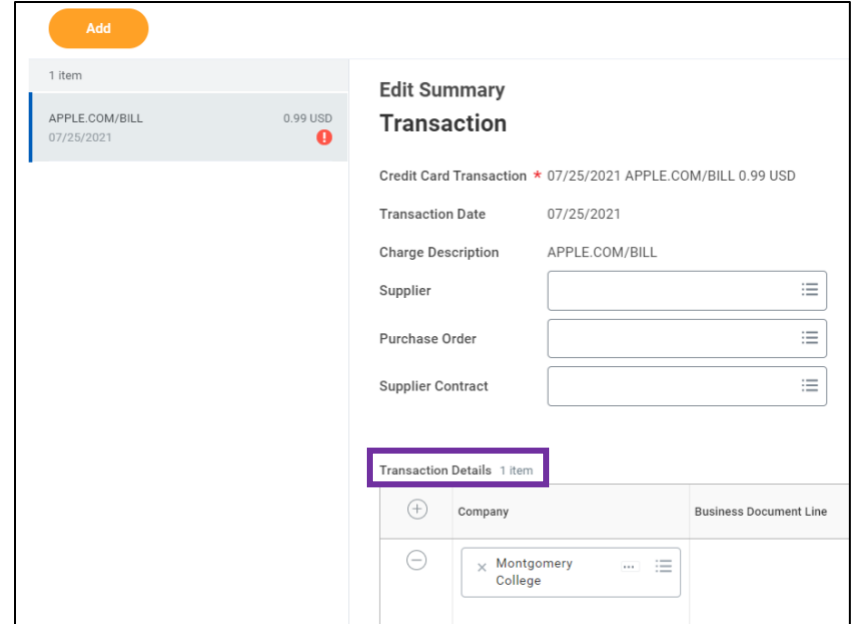 Add
1 item
APPLE.COM/BILL 0.99 USD
07/25/2021
Edit Summary
Transaction
Credit Card Transaction * 07/25/2021 APPLE.COM/BILL 0.99 USD
Transaction Date 07/25/2021
Charge Description APPLE.COM/BILL
Supplier
Purchase Order
Supplier Contract
Transaction Details 1 item
Company Business Document Line
× Montgomery ...
College